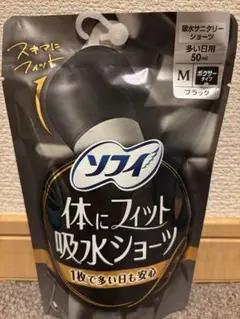 スキマに
フィット
吸水サニタリー
ショーツ
多い日用
50ml
M
ボクサー
タイプ
ブラック
ソフィ
体にフィット
吸水ショーツ
1枚で多い日も安心